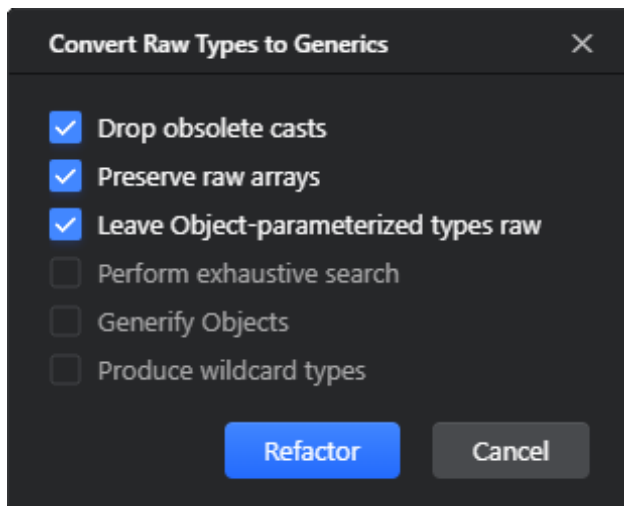 Convert Raw Types to Generics
Drop obsolete casts
Preserve raw arrays
Leave Object-parameterized types raw
Perform exhaustive search
Generify Objects
Produce wildcard types
Refactor Cancel